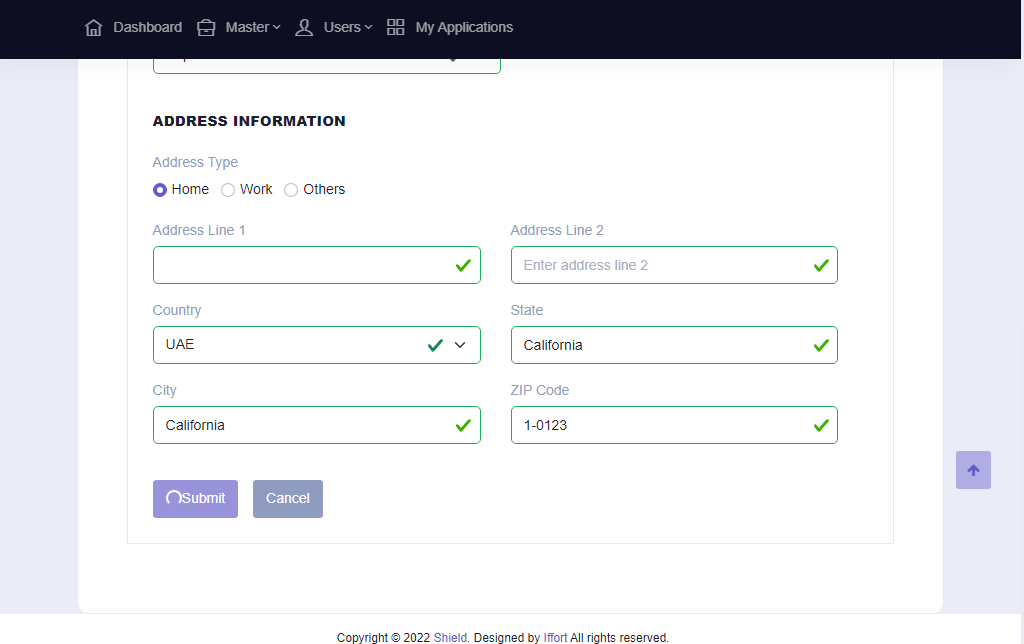 Dashboard Master Users My Applications
ADDRESS INFORMATION
Address Type
Home Work Others
Address Line 1 Address Line 2
Enter address line 2
Country State
UAE California
City ZIP Code
California 1-0123
Submit Cancel
Copyright © 2022 Shield. Designed by Iffort All rights reserved.